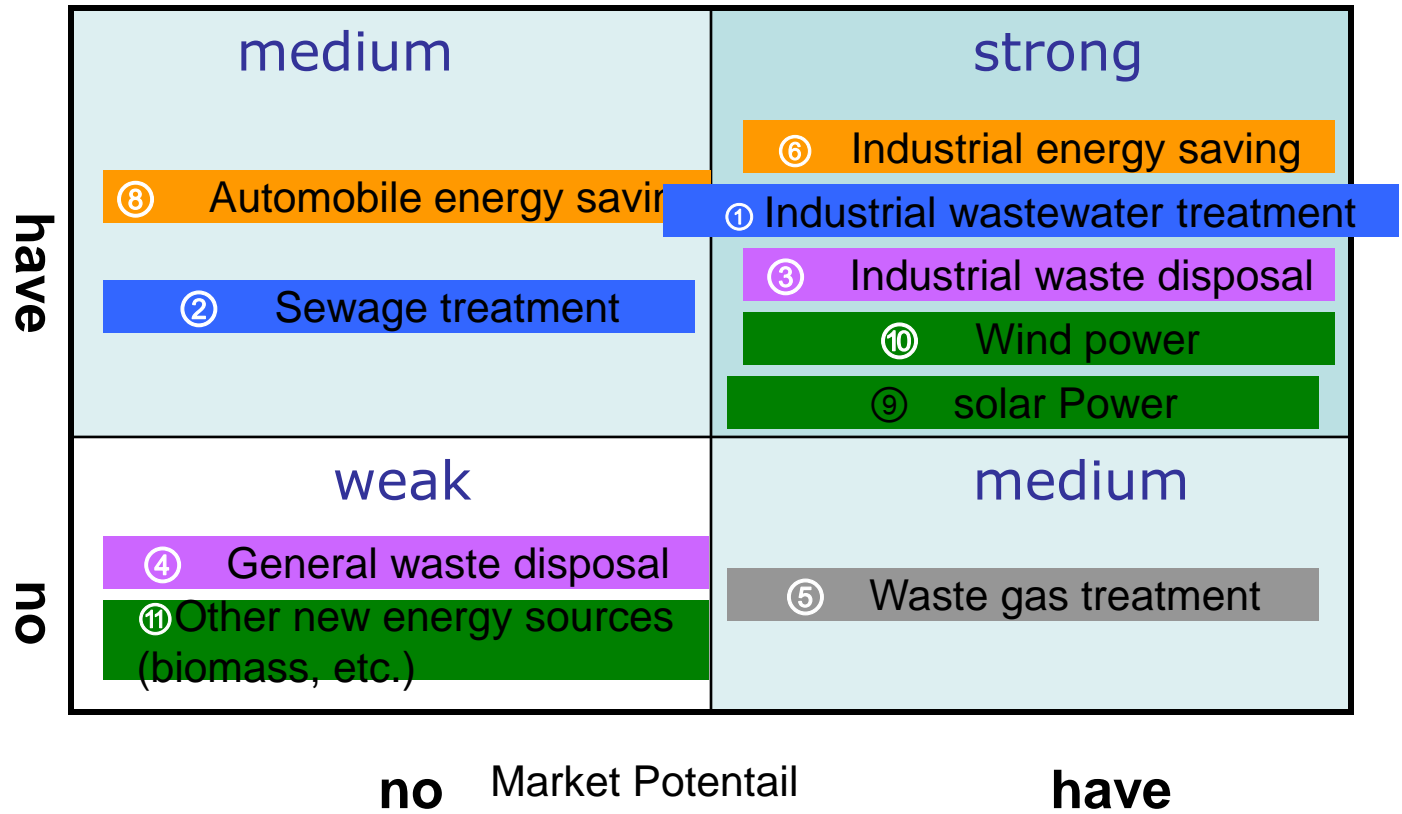 medium
strong
⑥ Industrial energy saving
⑧ Automobile energy savin
① Industrial wastewater treatment
③ Industrial waste disposal
② Sewage treatment
⑩ Wind power
⑨ solar Power
have
weak
medium
④ General waste disposal
⑤ Waste gas treatment
⑪Other new energy sources
(biomass, etc.)
no
no Market Potentail have